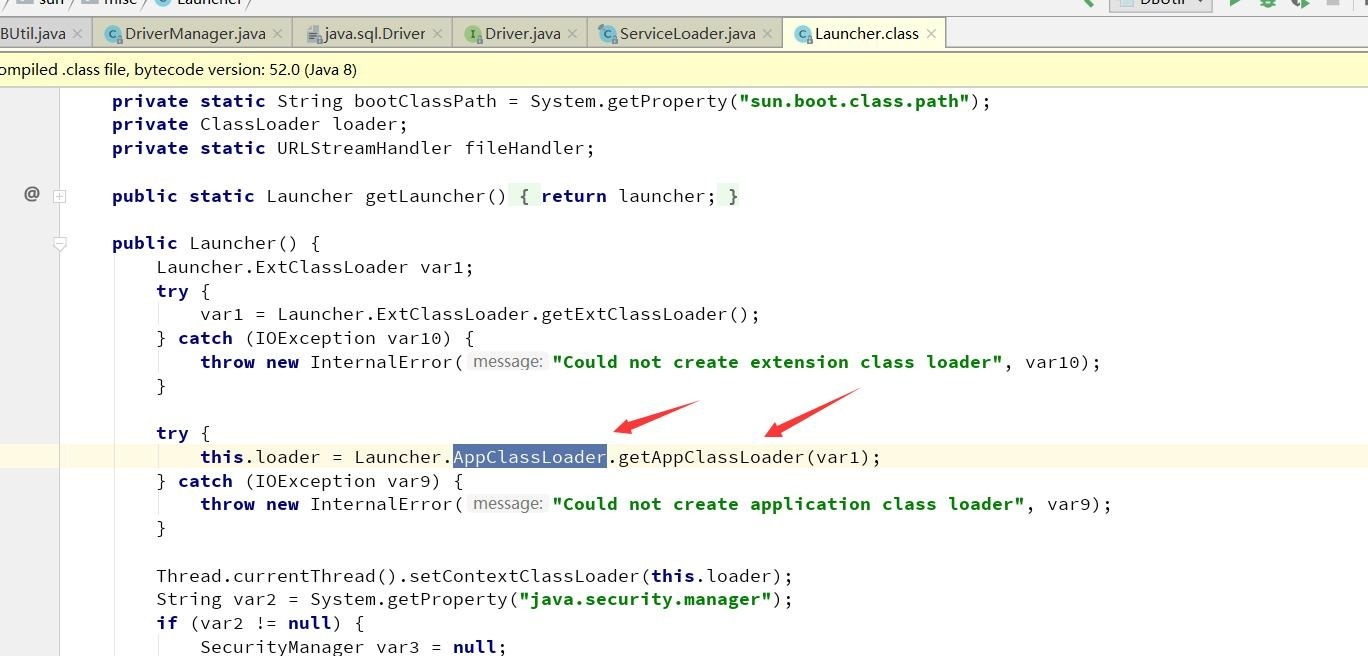 sun misc Launcher DBUtil
BUtil.java DriverManager.java java.sql.Driver Driver.java ServiceLoader.java Launcher.class
ompiled .class file, bytecode version: 52.0 (Java 8)
private static String bootClassPath = System.getProperty("sun.boot.class.path");
private ClassLoader loader;
private static URLStreamHandler fileHandler;
@ public static Launcher getLauncher() { return launcher; }
public Launcher() {
Launcher.ExtClassLoader var1;
try {
var1 = Launcher.ExtClassLoader.getExtClassLoader();
} catch (IOException var10) {
throw new InternalError( message: "Could not create extension class loader", var10);
}
try {
this.loader = Launcher.AppClassLoader.getAppClassLoader(var1);
} catch (IOException var9) {
throw new InternalError( message: "Could not create application class loader", var9);
}
Thread.currentThread().setContextClassLoader(this.loader);
String var2 = System.getProperty("java.security.manager");
if (var2 != null) {
SecurityManager var3 = null;